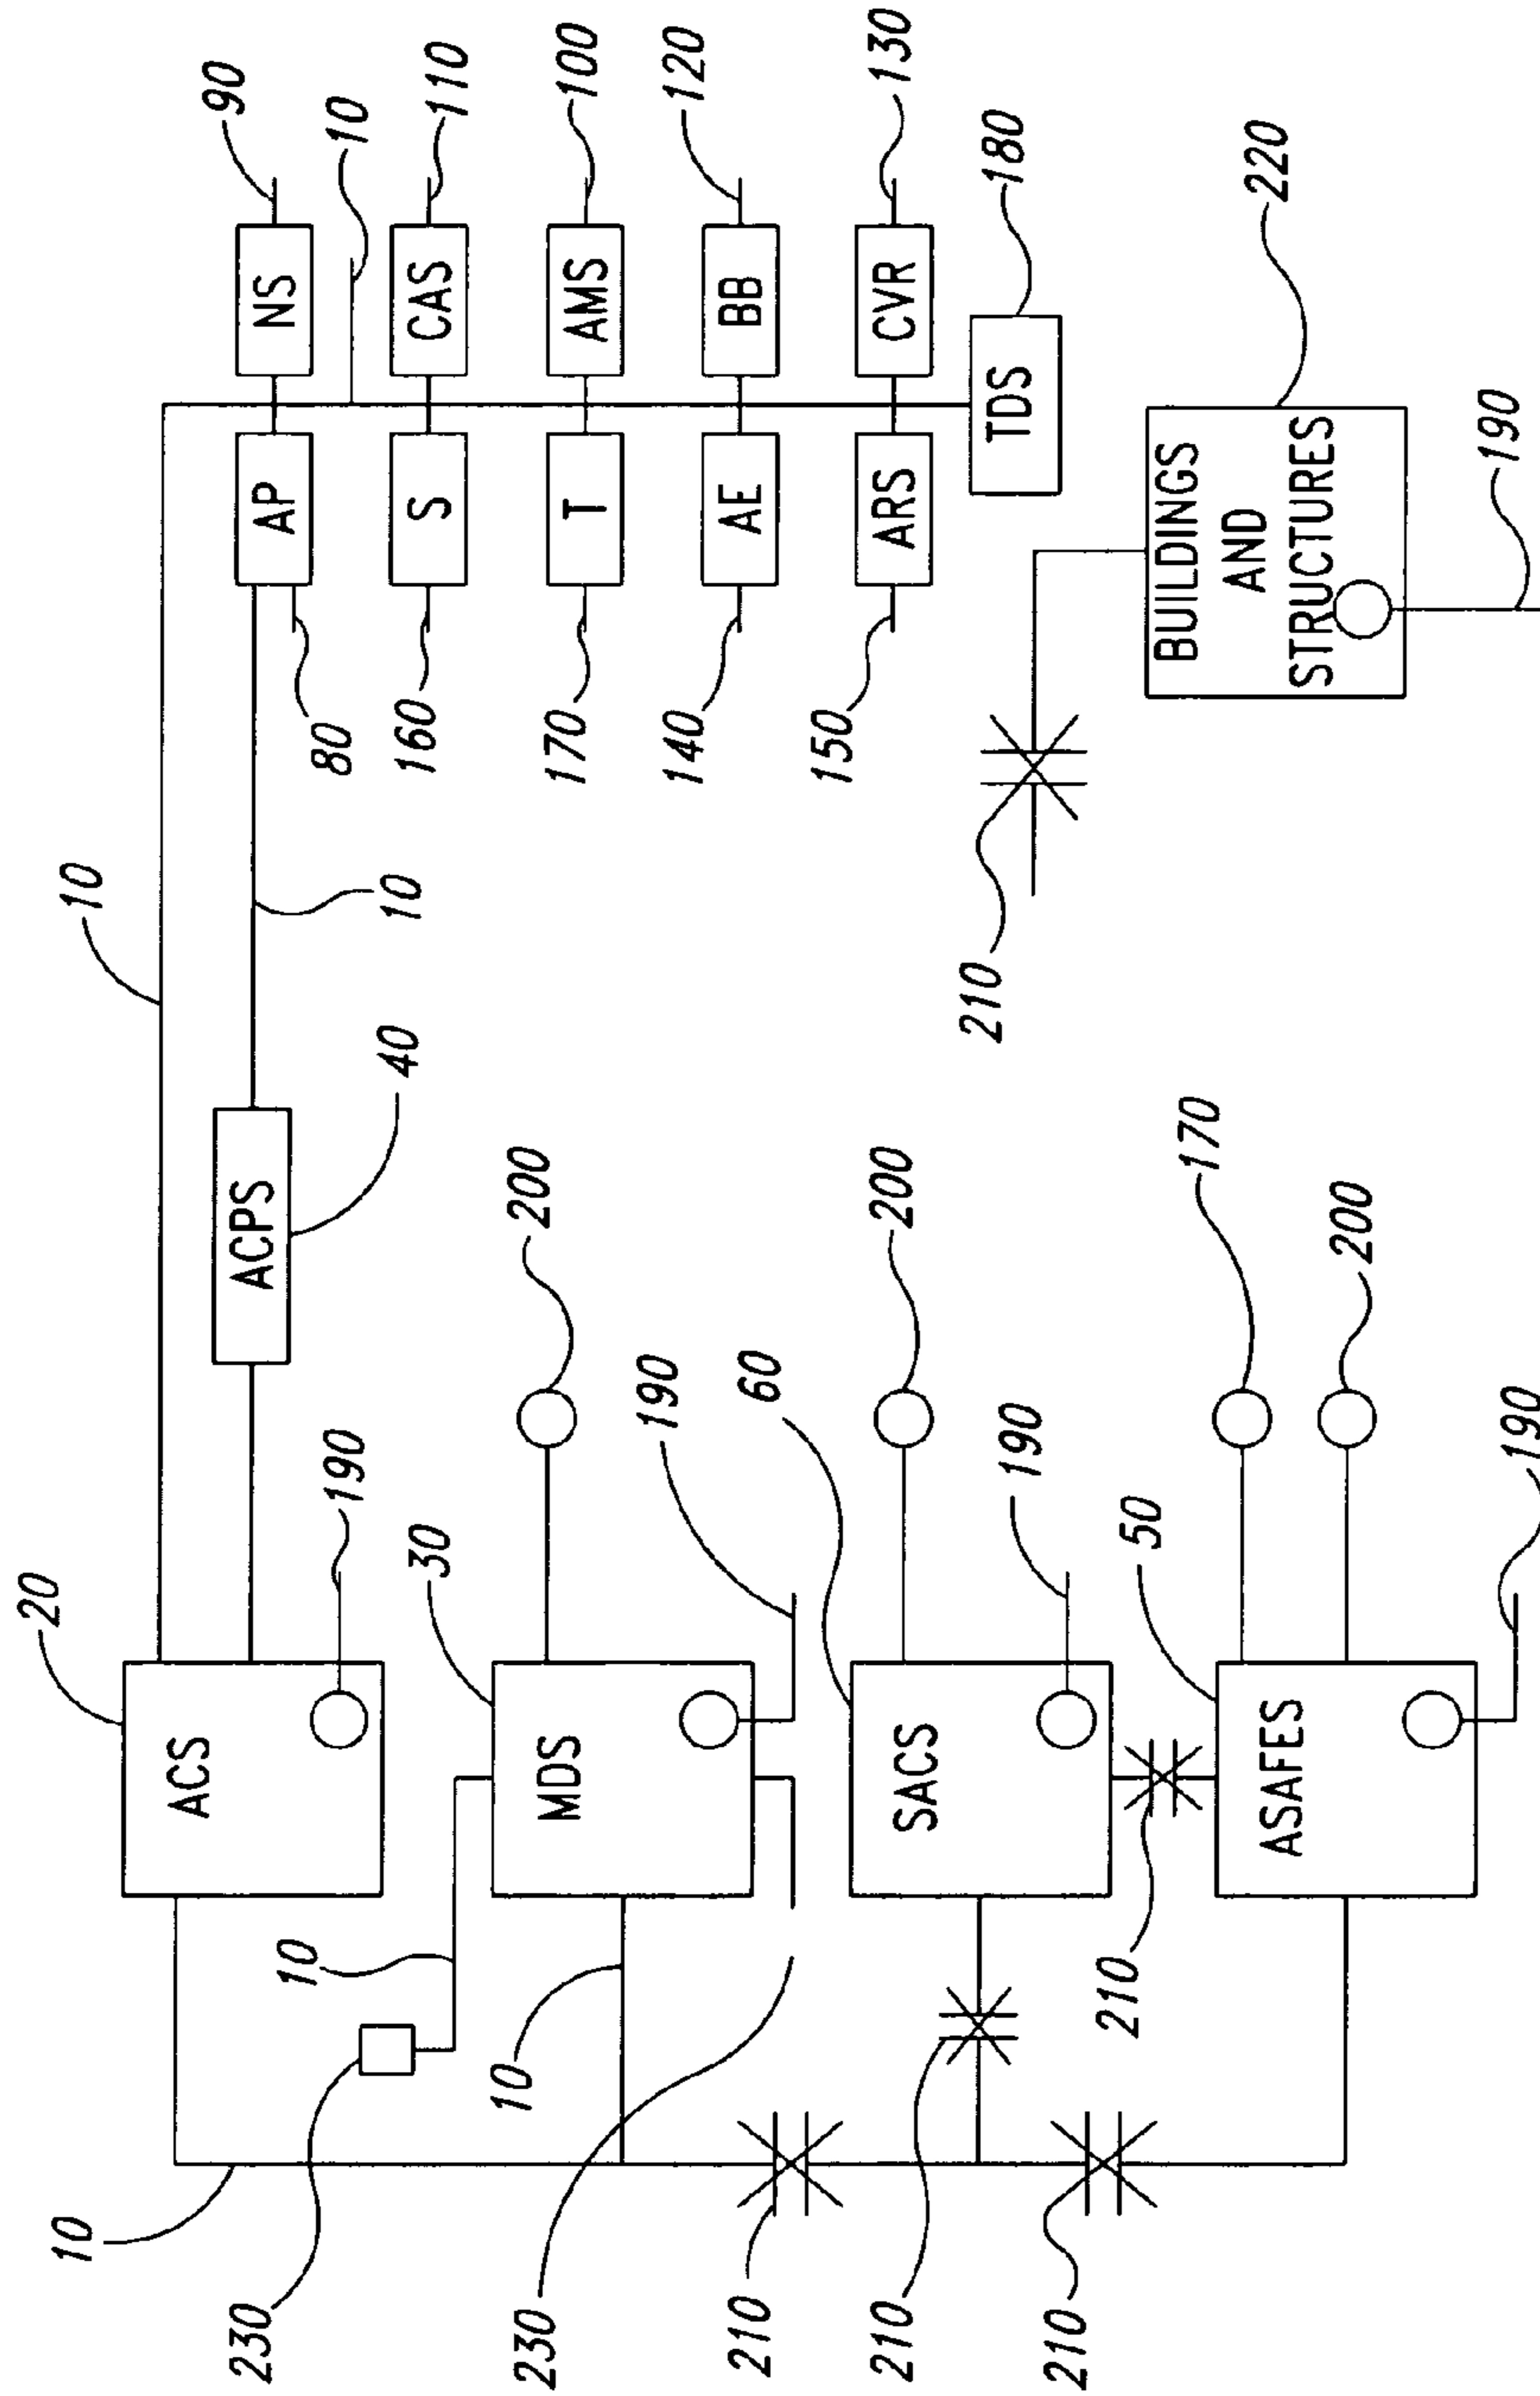 20
10
10
ACS
90
230
ACPS
AP
NS
10
190
80
10
10
40
30
160
S
CAS
110
10
230
MDS
200
170
T
AMS
100
190
140
AE
BB
120
210
60
150
ARS
CVR
130
210
SACS
200
210
TDS
180
190
210
210
50
BUILDINGS
AND
STRUCTURES
220
170
ASAFES
200
190
190